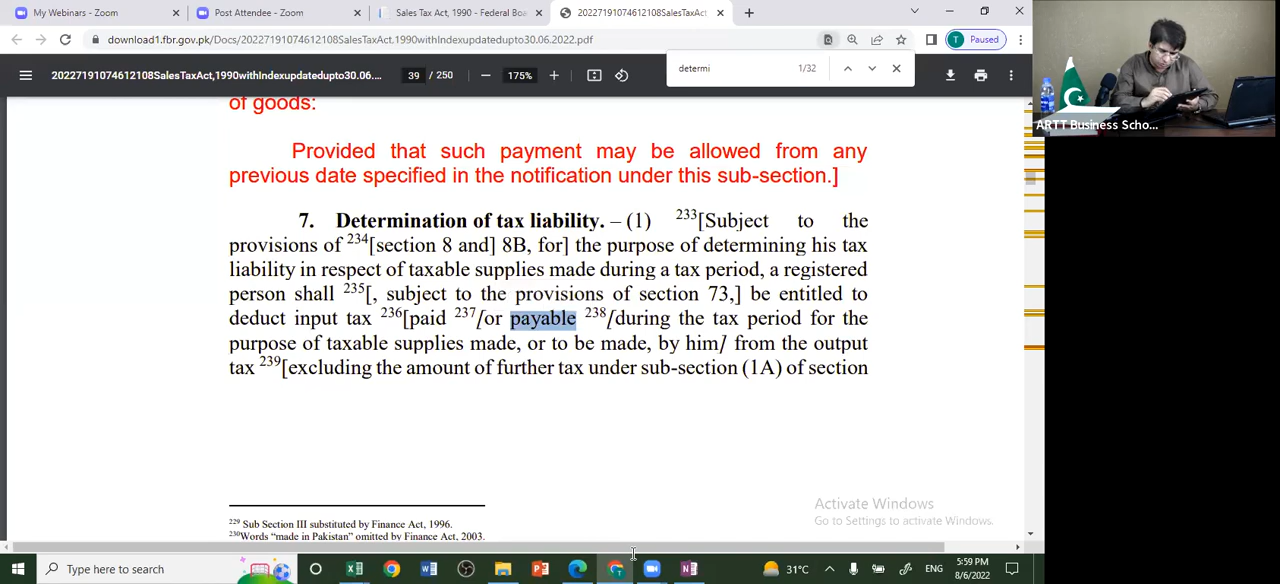 My Webinars - Zoom
Post Attendee - Zoom
Sales Tax Act, 1990 - Federal Boa
20227191074612108SalesTaxAct
download1.fbr.gov.pk/Docs/20227191074612108SalesTaxAct,1990withIndexupdatedupto30.06.2022.pdf
T Paused
20227191074612108SalesTaxAct,1990withIndexupdatedupto30.06....
39 / 250
175%
determi
1/32
ARTT Business Scho...
of goods:
Provided that such payment may be allowed from any
previous date specified in the notification under this sub-section.]
7. Determination of tax liability. – (1) 233[Subject to the
provisions of 234[section 8 and] 8B, for] the purpose of determining his tax
liability in respect of taxable supplies made during a tax period, a registered
person shall 235[, subject to the provisions of section 73,] be entitled to
deduct input tax 236[paid 237[or payable 238[during the tax period for the
purpose of taxable supplies made, or to be made, by him] from the output
tax 239[excluding the amount of further tax under sub-section (1A) of section
229 Sub Section III substituted by Finance Act, 1996.
230Words “made in Pakistan” omitted by Finance Act, 2003.
Activate Windows
Go to Settings to activate Windows.
Type here to search
31°C
ENG
5:59 PM
8/6/2022